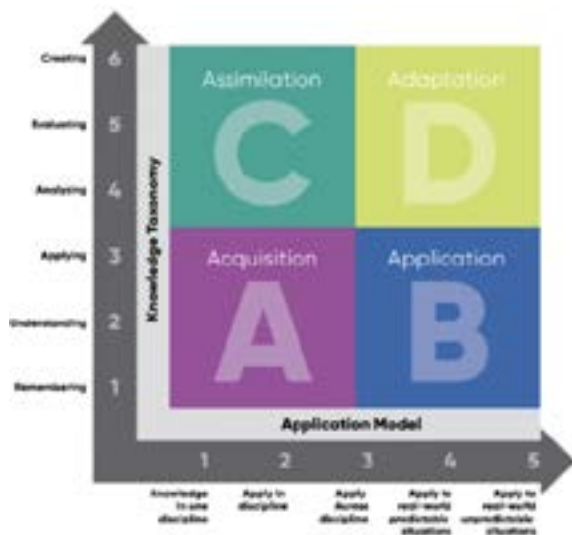 Creating 6
Evaluating 5
Analyzing 4
Applying 3
Understanding 2
Remembering 1
Knowledge Taxonomy
Assimilation
C
Adaptation
D
Acquisition
A
Application
B
Application Model
1 2 3 4 5
Knowledge
in one
discipline
Apply in
discipline
Apply
Across
discipline
Apply to
real-world
predictable
situations
Apply to
real-world
unpredictable
situations